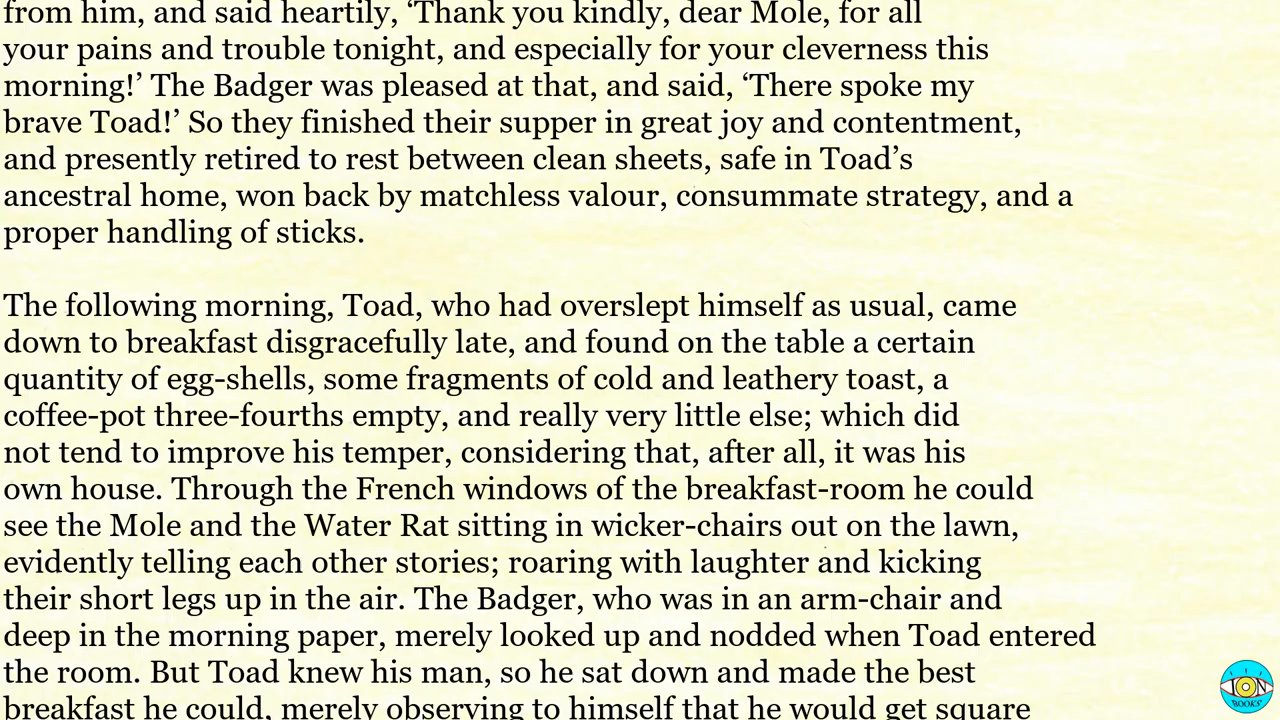 from him, and said heartily, ‘Thank you kindly, dear Mole, for all
your pains and trouble tonight, and especially for your cleverness this
morning!’ The Badger was pleased at that, and said, ‘There spoke my
brave Toad!’ So they finished their supper in great joy and contentment,
and presently retired to rest between clean sheets, safe in Toad’s
ancestral home, won back by matchless valour, consummate strategy, and a
proper handling of sticks.
The following morning, Toad, who had overslept himself as usual, came
down to breakfast disgracefully late, and found on the table a certain
quantity of egg-shells, some fragments of cold and leathery toast, a
coffee-pot three-fourths empty, and really very little else; which did
not tend to improve his temper, considering that, after all, it was his
own house. Through the French windows of the breakfast-room he could
see the Mole and the Water Rat sitting in wicker-chairs out on the lawn,
evidently telling each other stories; roaring with laughter and kicking
their short legs up in the air. The Badger, who was in an arm-chair and
deep in the morning paper, merely looked up and nodded when Toad entered
the room. But Toad knew his man, so he sat down and made the best
breakfast he could, merely observing to himself that he would get square
ION
BOOKS